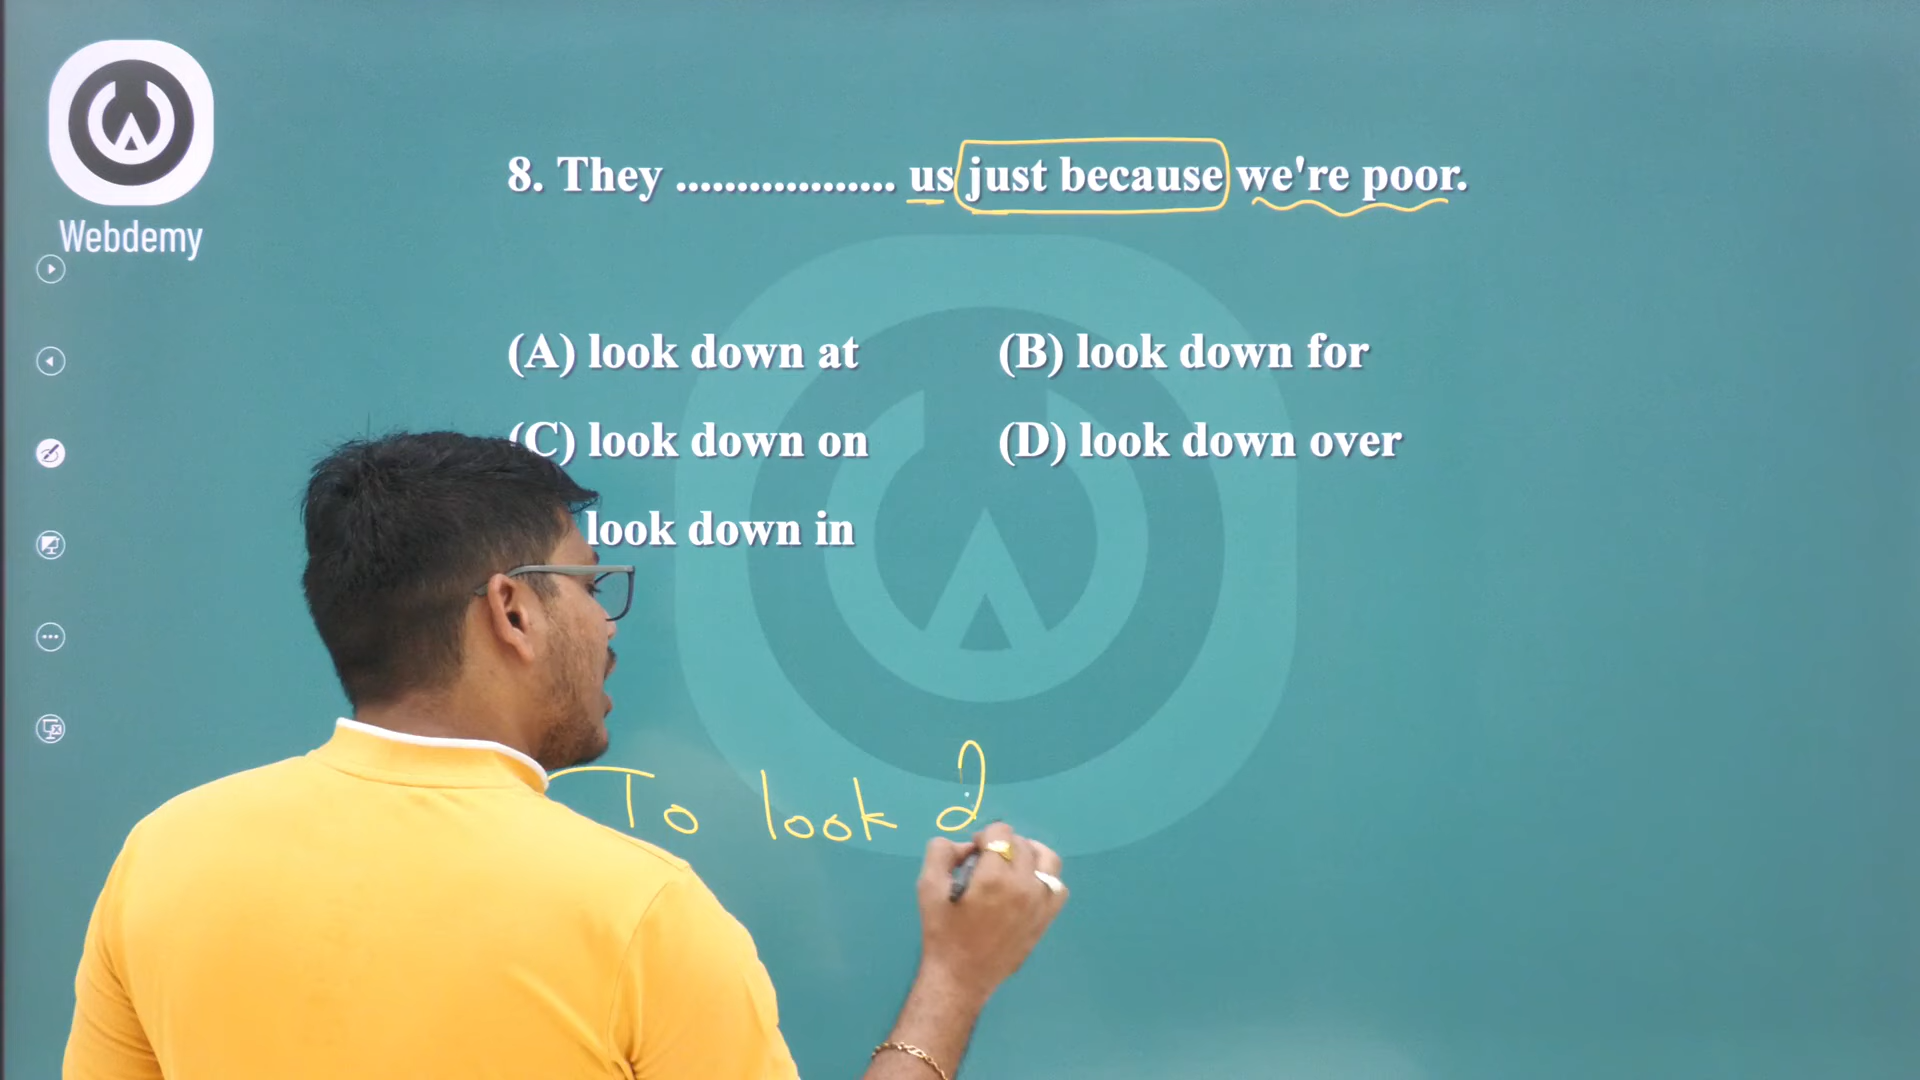 Webdemy
8. They .................. us just because we're poor.
(A) look down at (B) look down for
(C) look down on (D) look down over
look down in
To look d